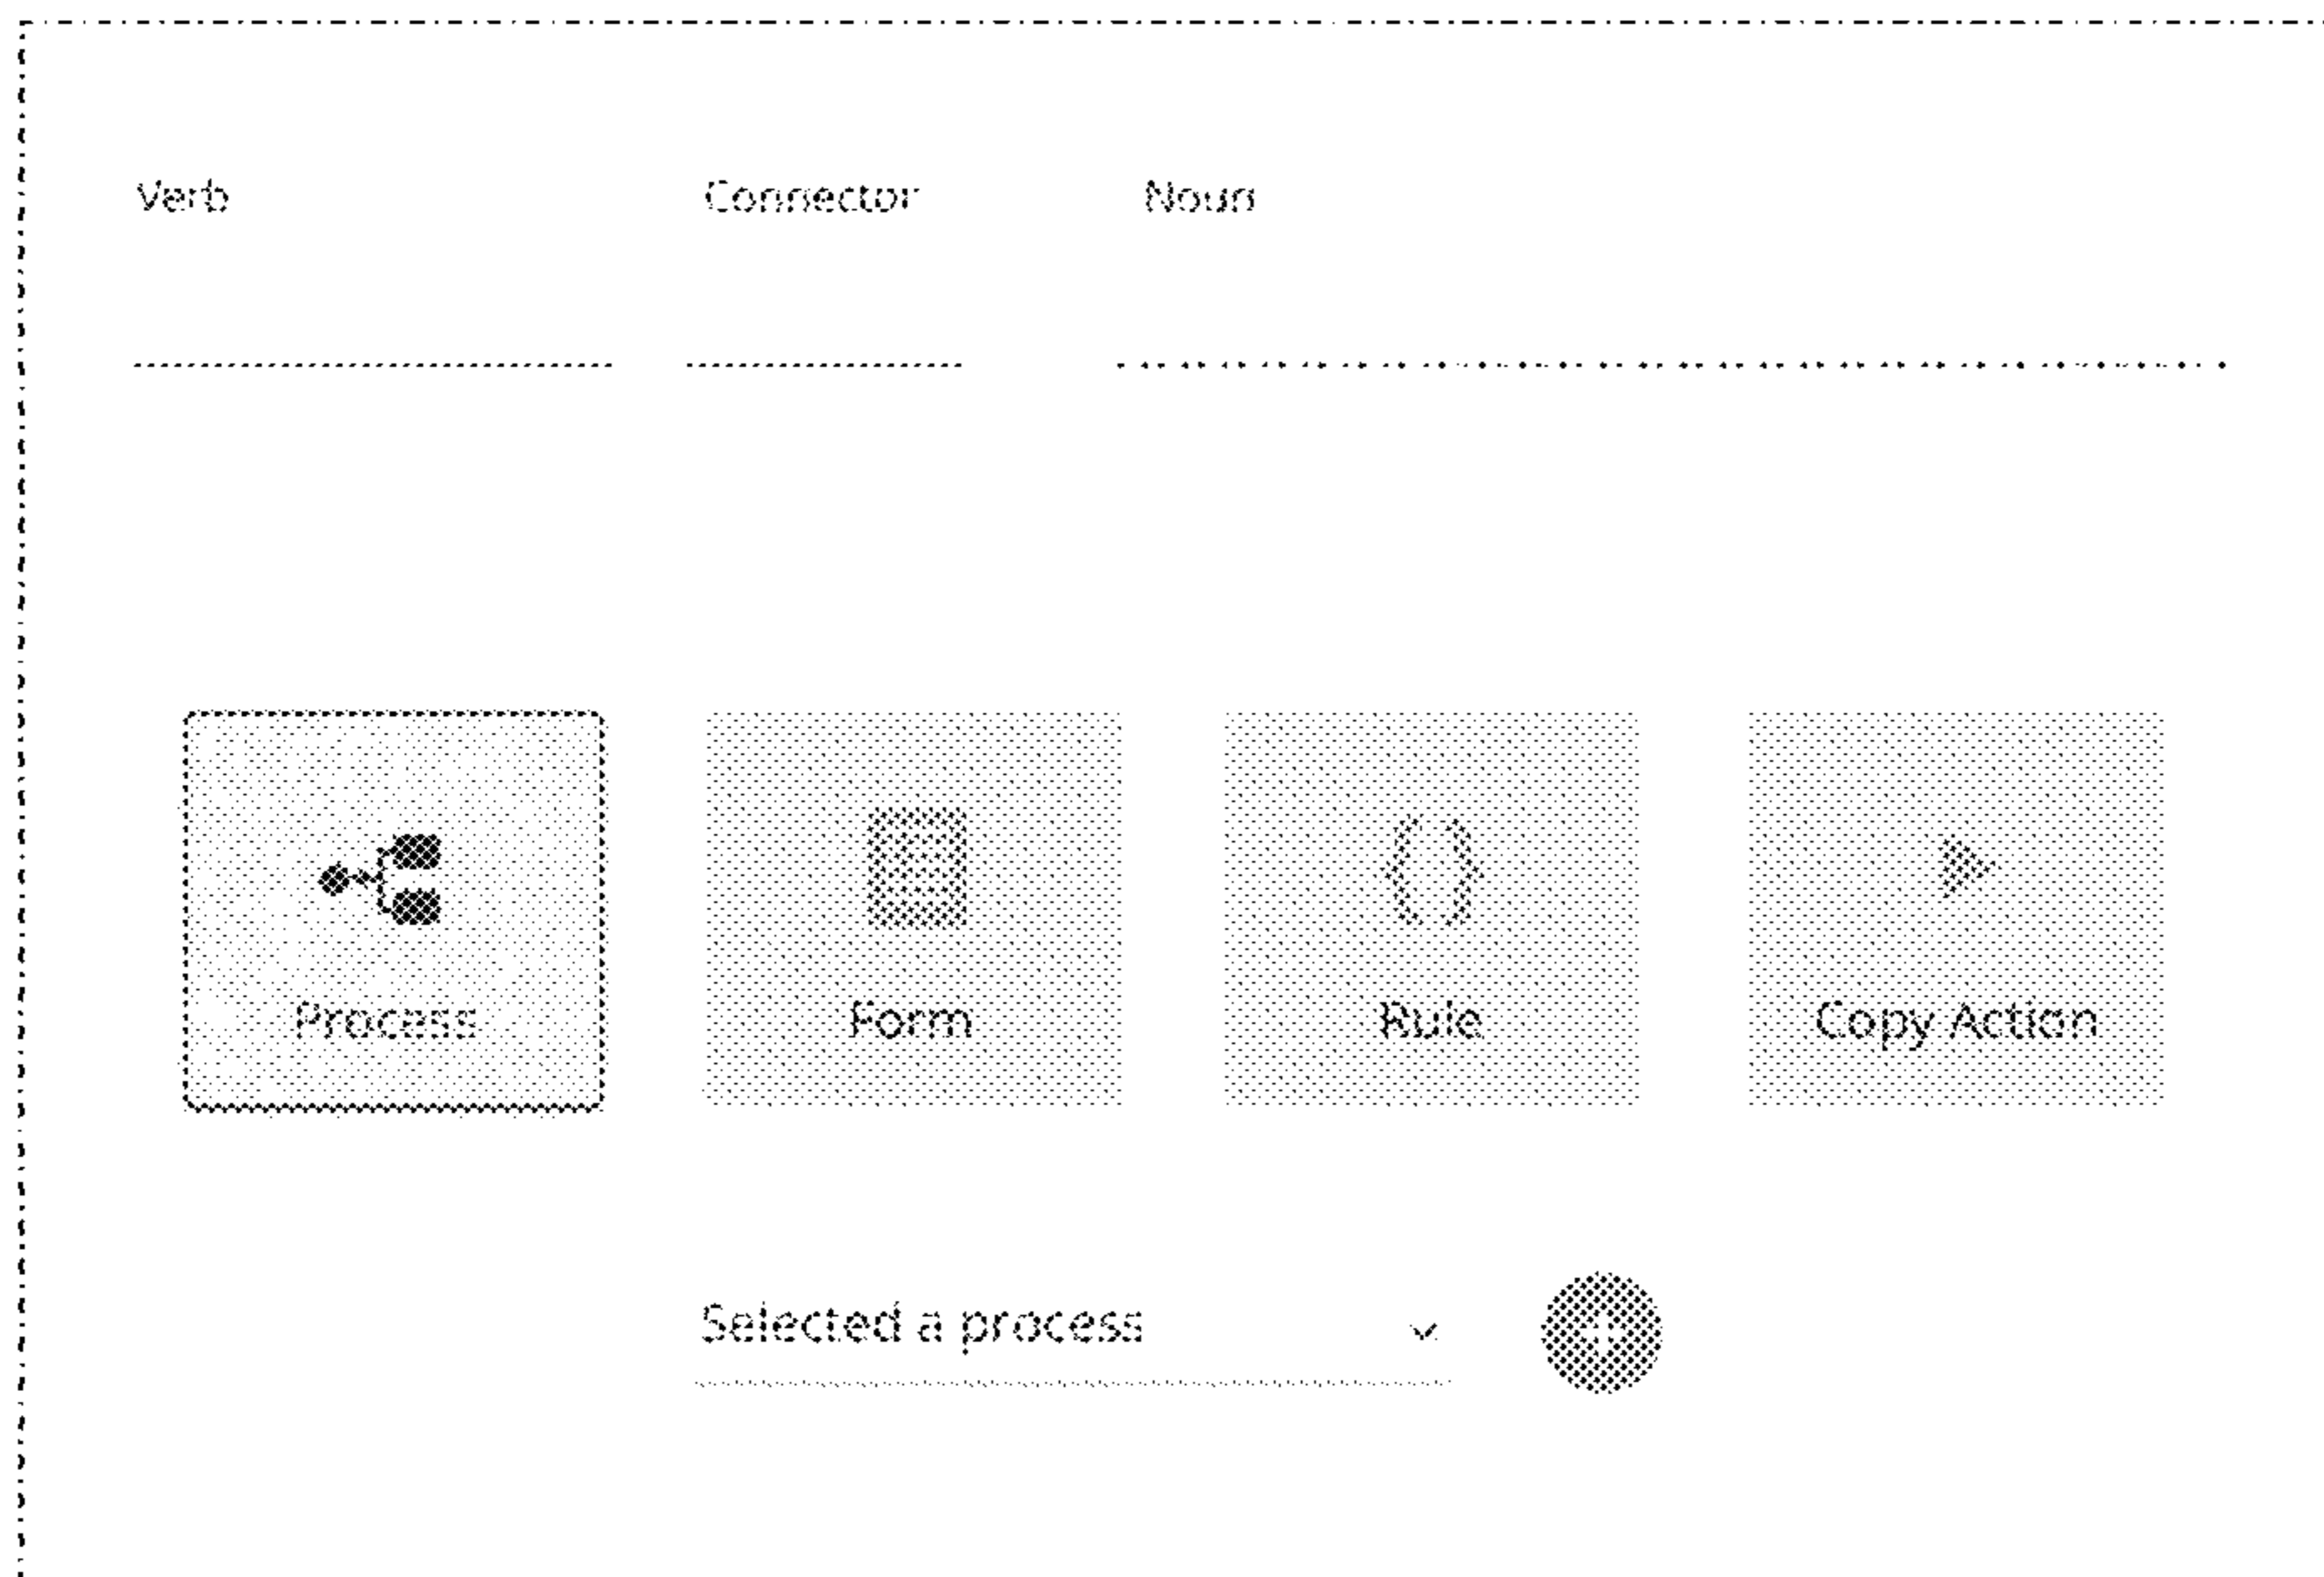 Verb Connector Noun
Process Form Rule Copy Action
Selected a process